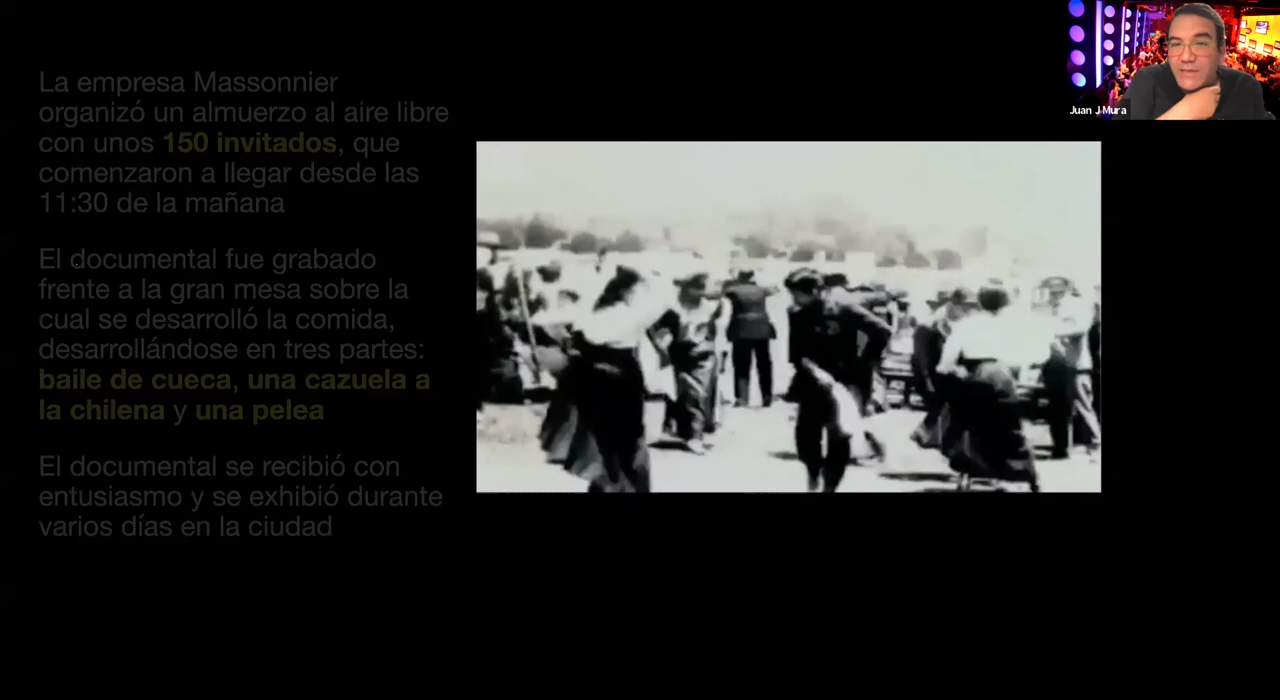 Juan J Mura
La empresa Massonnier
organizó un almuerzo al aire libre
con unos 150 invitados, que
comenzaron a llegar desde las
11:30 de la mañana
El documental fue grabado
frente a la gran mesa sobre la
cual se desarrolló la comida,
desarrollándose en tres partes:
baile de cueca, una cazuela a
la chilena y una pelea
El documental se recibió con
entusiasmo y se exhibió durante
varios días en la ciudad